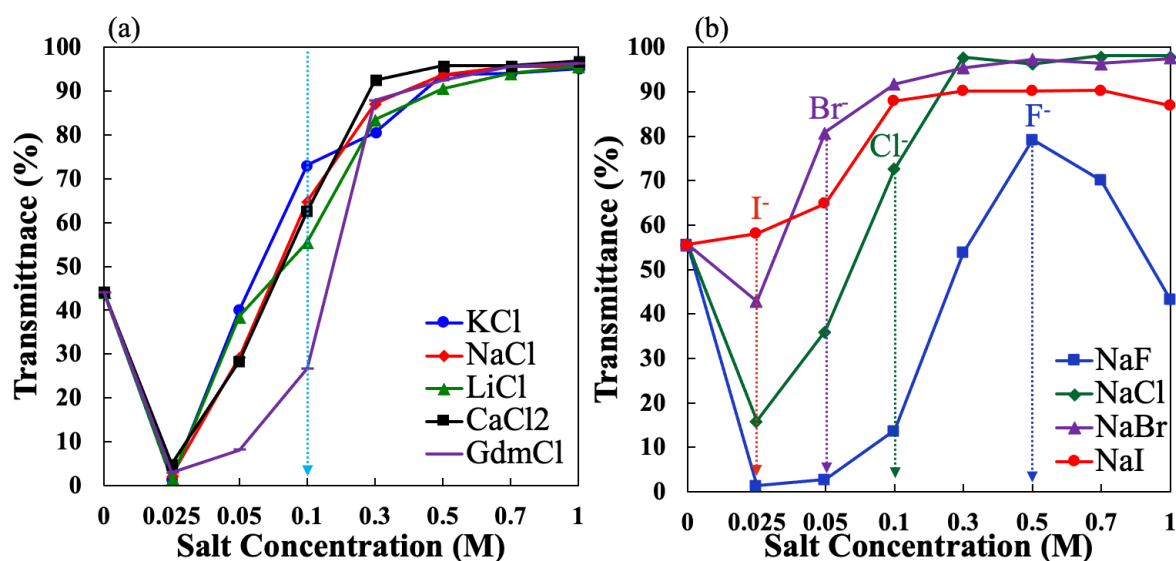 (a)
Transmittnace (%)
100
90
80
70
60
50
40
30
20
10
0
KCl
NaCl
LiCl
CaCl2
GdmCl
0 0.025 0.05 0.1 0.3 0.5 0.7 1
Salt Concentration (M)
(b)
Transmittance (%)
100
90
80
70
60
50
40
30
20
10
0
Br-
F-
Cl-
I-
NaF
NaCl
NaBr
NaI
0 0.025 0.05 0.1 0.3 0.5 0.7 1
Salt Concentration (M)